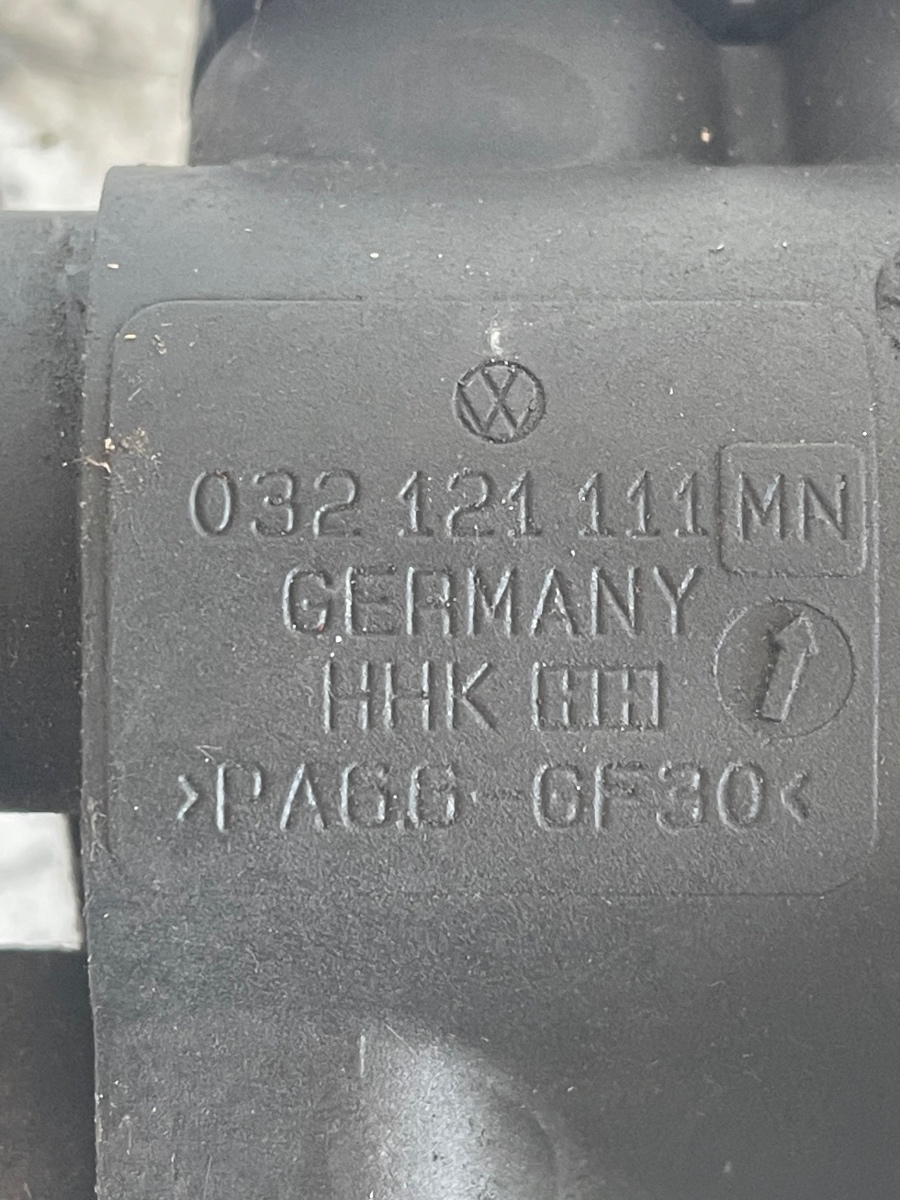 032 121 111 MN
GERMANY
HHK
>PA66-GF30<